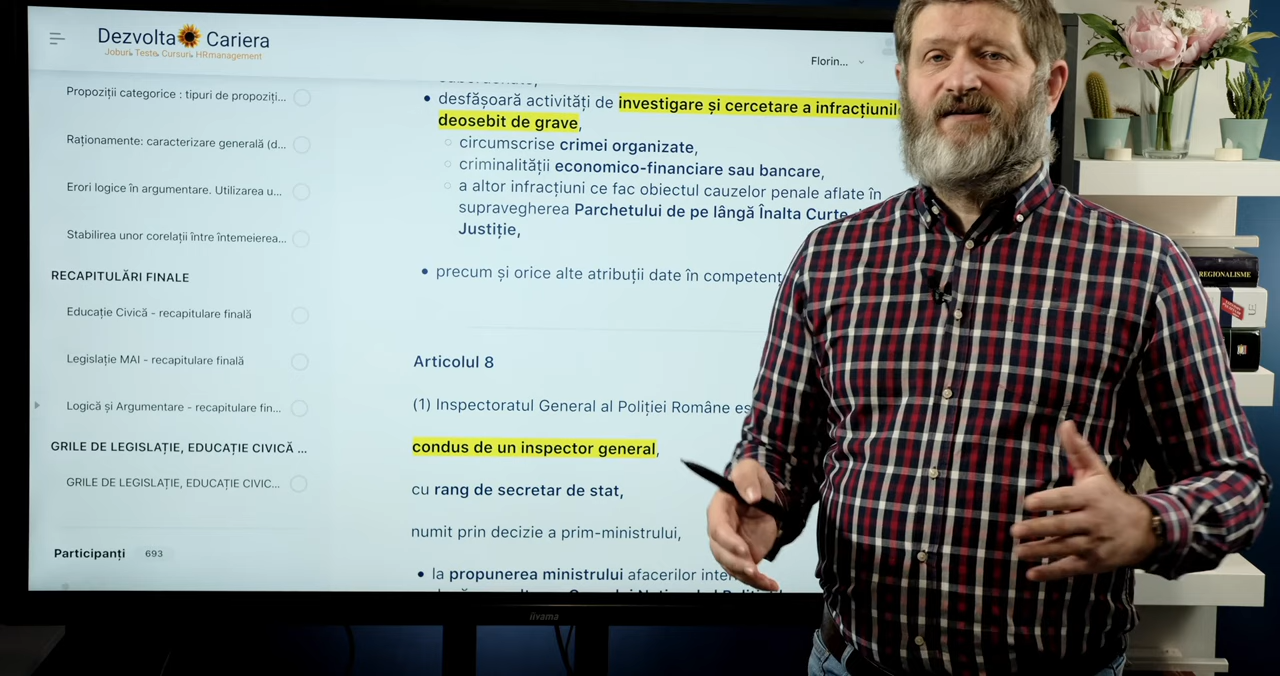 Dezvoltă Cariera
Joburi, Teste, Cursuri, HRmanagement
Florin...
Propoziții categorice : tipuri de propoziți...
Raționamente: caracterizare generală (d...
Erori logice în argumentare. Utilizarea u...
Stabilirea unor corelații între întemeierea...
RECAPITULĂRI FINALE
Educație Civică - recapitulare finală
Legislație MAI - recapitulare finală
Logică și Argumentare - recapitulare fin...
GRILE DE LEGISLAȚIE, EDUCAȚIE CIVICĂ ...
GRILE DE LEGISLAȚIE, EDUCAȚIE CIVIC...
Participanți 693
desfășoară activități de investigare și cercetare a infracțiunil
deosebit de grave,
circumscrise crimei organizate,
criminalității economico-financiare sau bancare,
a altor infracțiuni ce fac obiectul cauzelor penale aflate în
supravegherea Parchetului de pe lângă Înalta Curte
Justiție,
precum și orice alte atribuții date în competenț
Articolul 8
(1) Inspectoratul General al Poliției Române es
condus de un inspector general,
cu rang de secretar de stat,
numit prin decizie a prim-ministrului,
la propunerea ministrului afacerilor inter
iiyama
REGIONALISME